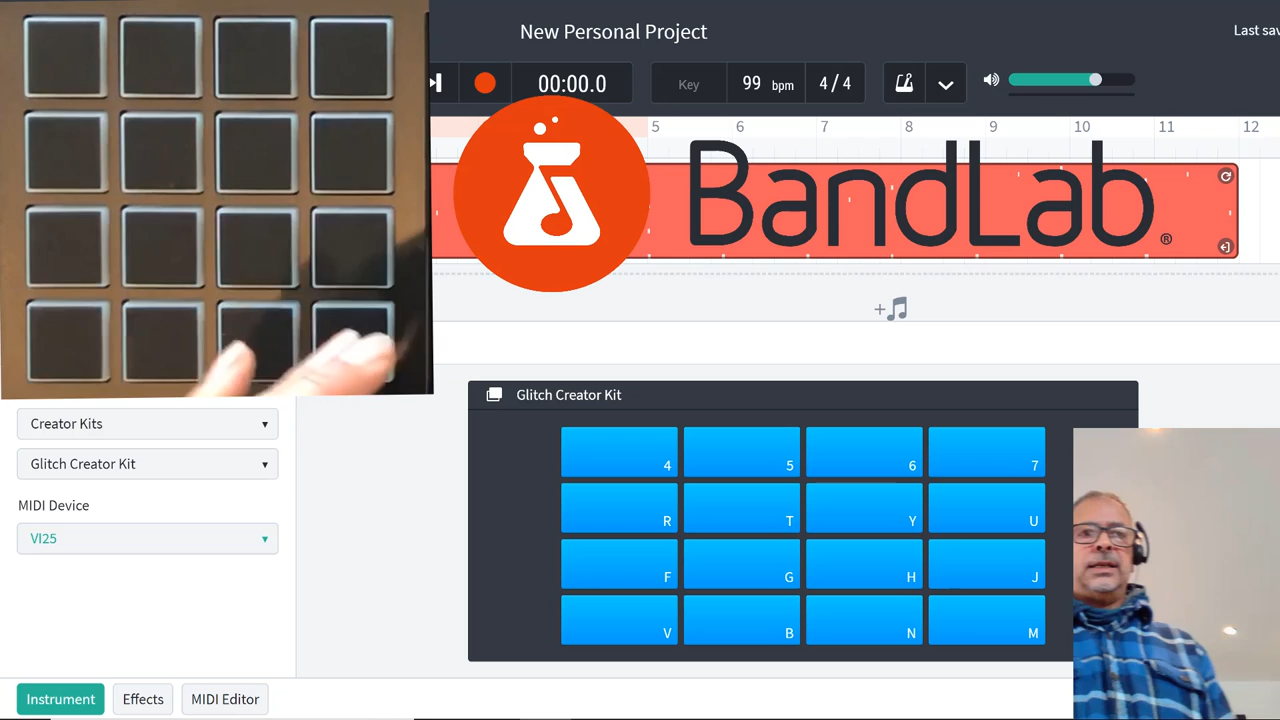 New Personal Project
Last sav
00:00.0
Key
99 bpm
4 / 4
5 6 7 8 9 10 11 12
BandLab®
+
Creator Kits
Glitch Creator Kit
MIDI Device
VI25
Glitch Creator Kit
4 5 6 7
R T Y U
F G H J
V B N M
Instrument
Effects
MIDI Editor